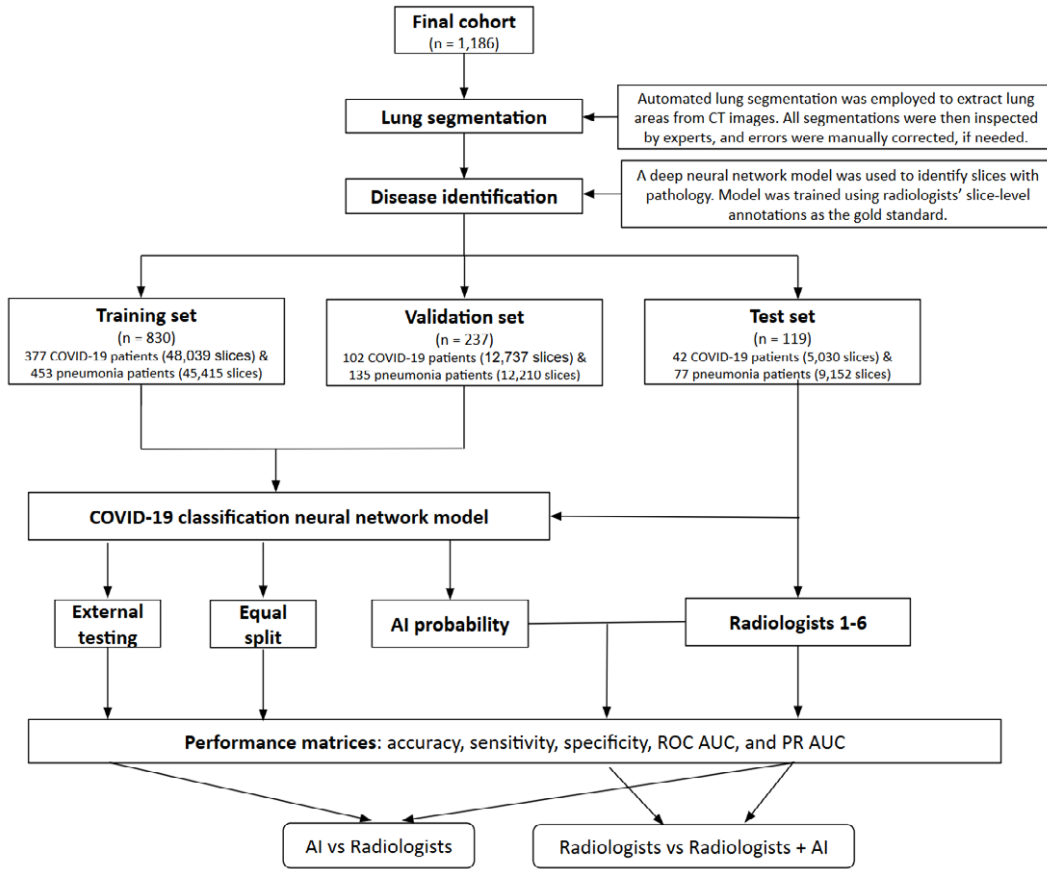 Final cohort
(n = 1,186)
Lung segmentation
Automated lung segmentation was employed to extract lung
areas from CT images. All segmentations were then inspected
by experts, and errors were manually corrected, if needed.
Disease identification
A deep neural network model was used to identify slices with
pathology. Model was trained using radiologists’ slice-level
annotations as the gold standard.
Training set
(n = 830)
377 COVID-19 patients (48,039 slices) &
453 pneumonia patients (45,415 slices)
Validation set
(n = 237)
102 COVID-19 patients (12,737 slices) &
135 pneumonia patients (12,210 slices)
Test set
(n = 119)
42 COVID-19 patients (5,030 slices) &
77 pneumonia patients (9,152 slices)
COVID-19 classification neural network model
External
testing
Equal
split
AI probability
Radiologists 1-6
Performance matrices: accuracy, sensitivity, specificity, ROC AUC, and PR AUC
AI vs Radiologists
Radiologists vs Radiologists + AI